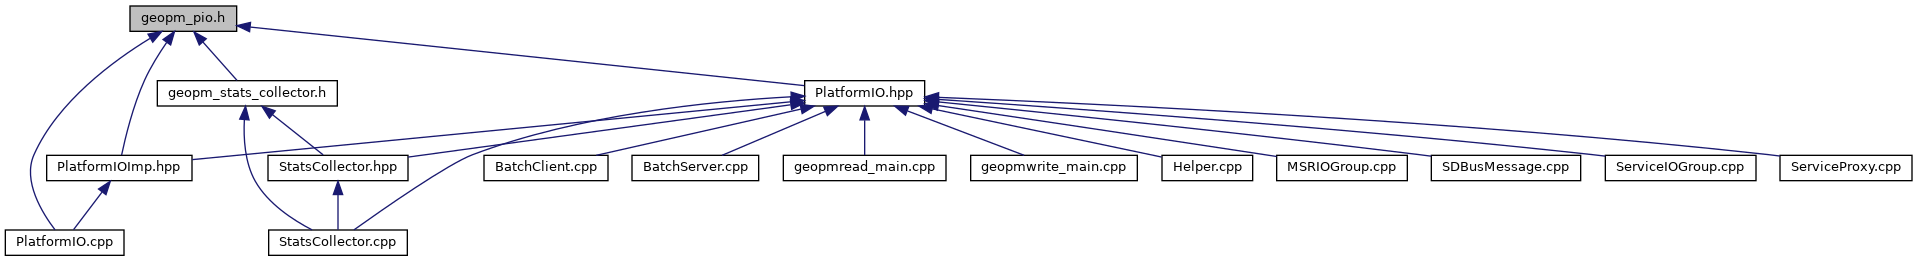 geopm_pio.h
geopm_stats_collector.h
PlatformIO.hpp
PlatformIOImp.hpp
StatsCollector.hpp
BatchClient.cpp
BatchServer.cpp
geopmread_main.cpp
geopmwrite_main.cpp
Helper.cpp
MSRIOGroup.cpp
SDBusMessage.cpp
ServiceIOGroup.cpp
ServiceProxy.cpp
PlatformIO.cpp
StatsCollector.cpp